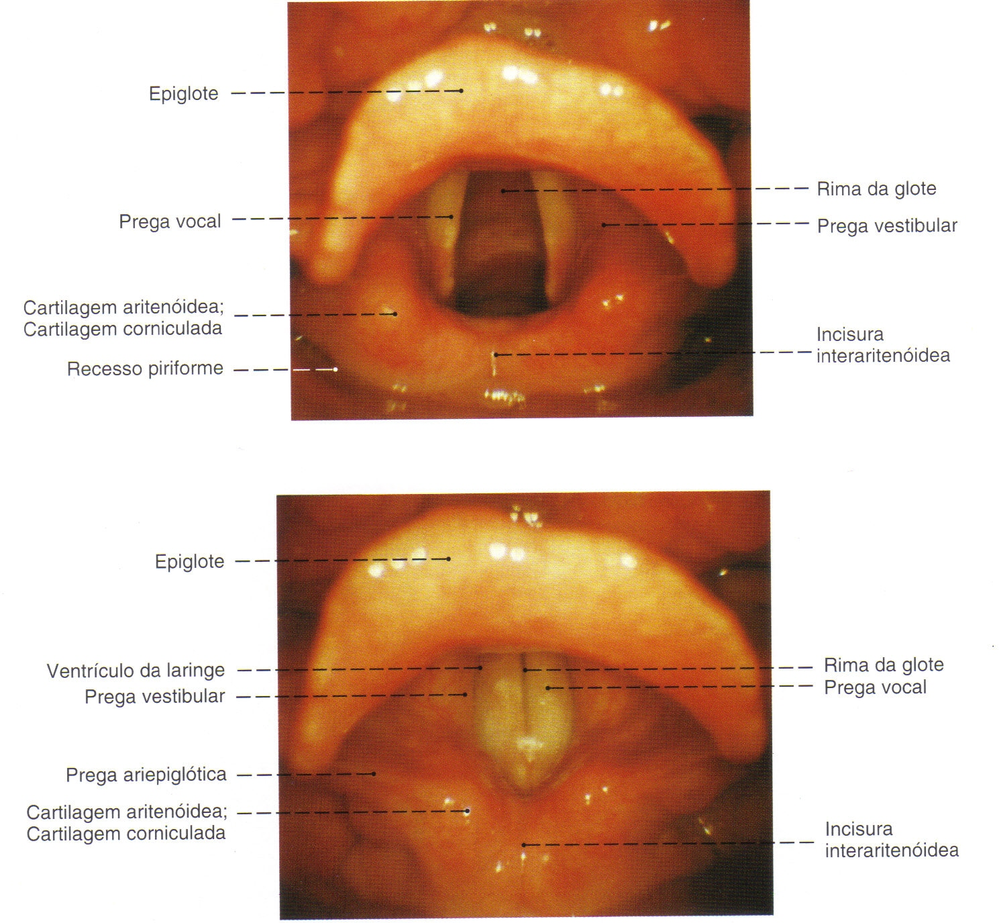 Epiglote
Rima da glote
Prega vocal
Prega vestibular
Cartilagem aritenóidea;
Cartilagem corniculada
Incisura
interaritenóidea
Recesso piriforme
Epiglote
Ventrículo da laringe
Rima da glote
Prega vestibular
Prega vocal
Prega ariepiglótica
Cartilagem aritenóidea;
Cartilagem corniculada
Incisura
interaritenóidea